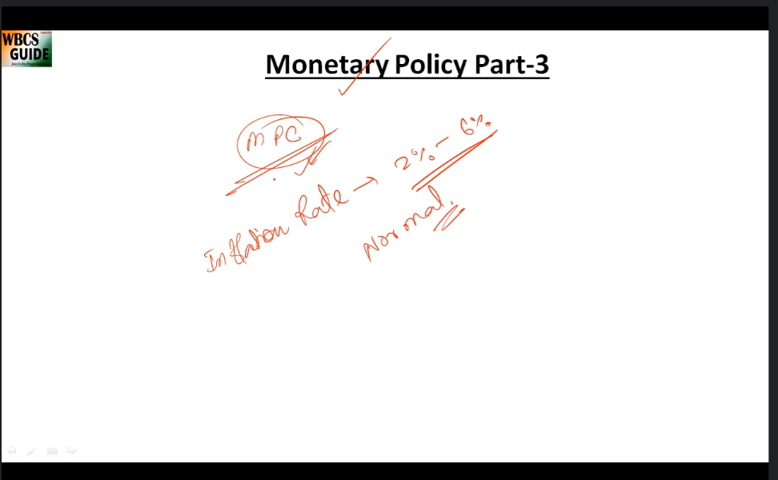 WBCS
GUIDE
Monetary Policy Part-3
MPC
Inflation Rate → 2% - 6%
Normal.